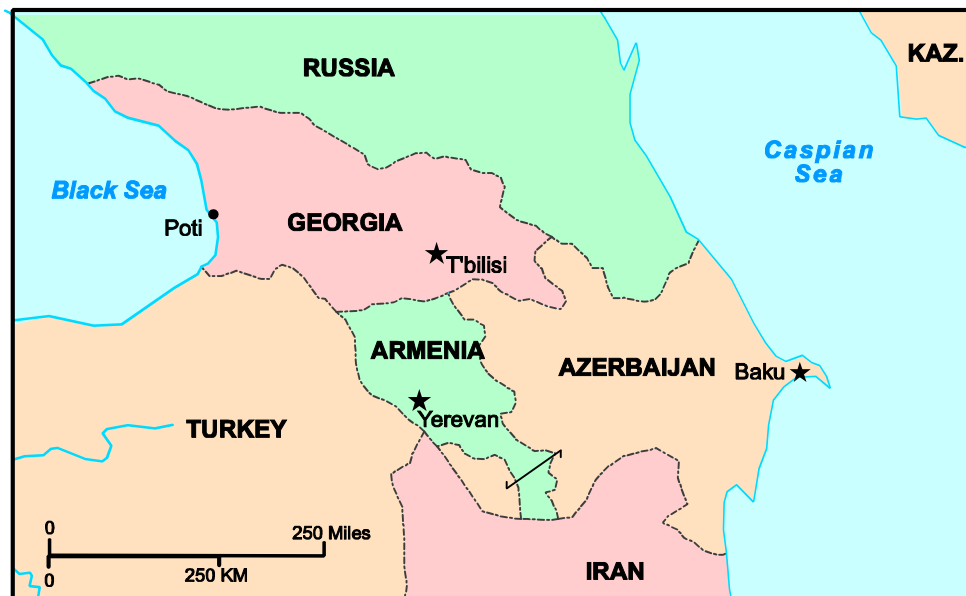 RUSSIA
KAZ.
Caspian
Sea
Black Sea
Poti
GEORGIA
T'bilisi
ARMENIA
AZERBAIJAN
Baku
Yerevan
TURKEY
0
250 Miles
0
250 KM
IRAN